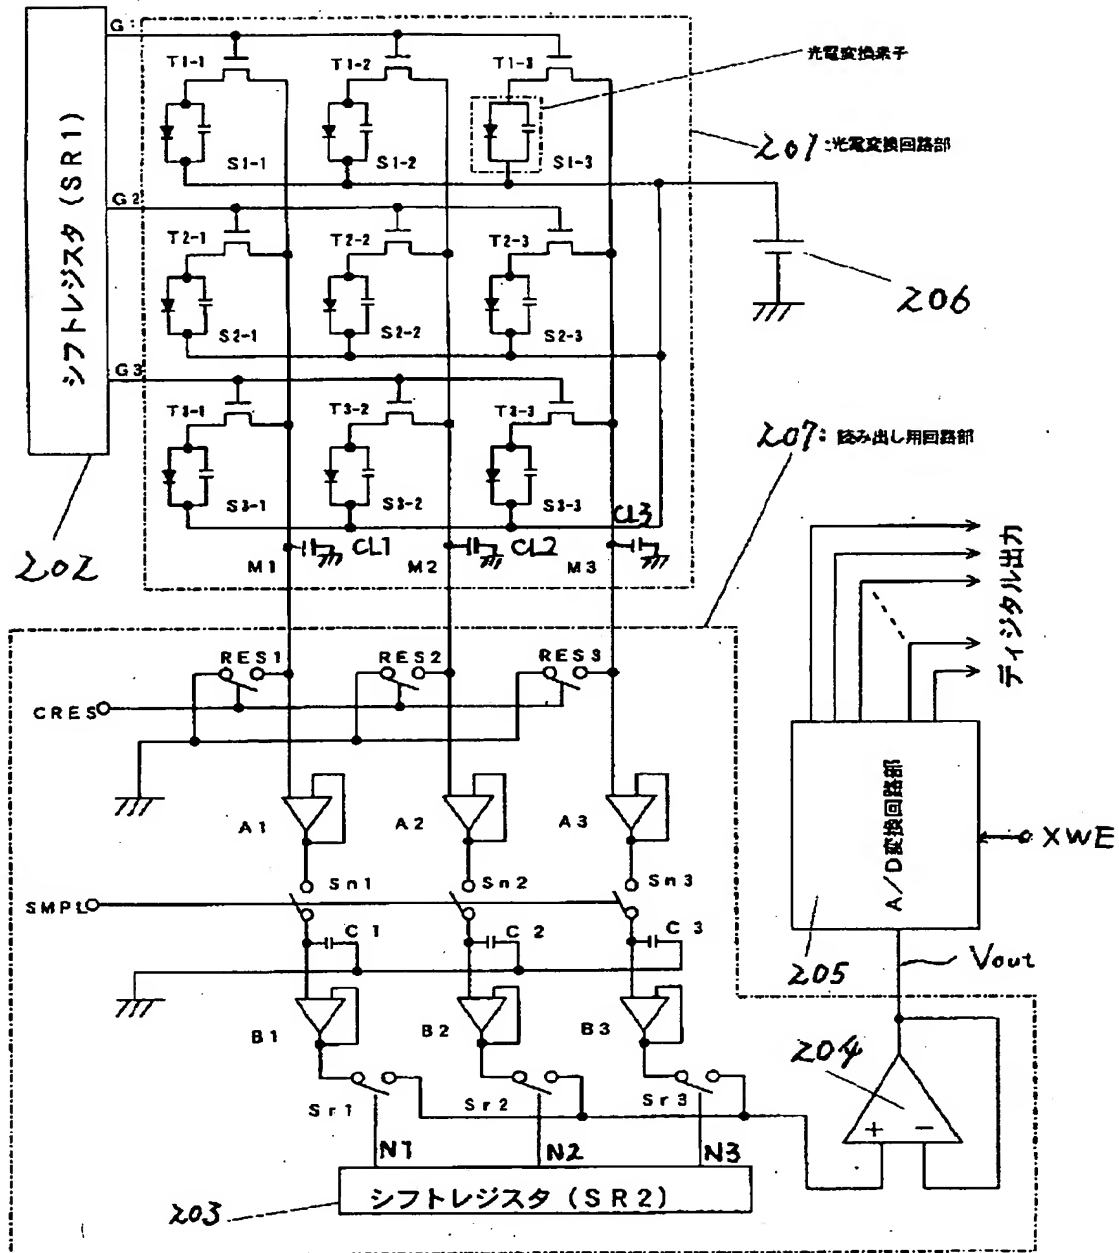 シフトレジスタ(SR1)
G1
T1-1
T1-2
T1-3
光電変換素子
S1-1
S1-2
S1-3
201:光電変換回路部
G2
T2-1
T2-2
T2-3
206
S2-1
S2-2
S2-3
G3
T3-1
T3-2
T3-3
207:読み出し用回路部
S3-1
S3-2
S3-3
CL1
CL2
CL3
202
M1
M2
M3
ディジタル出力
RES1
RES2
RES3
CRES
A1
A2
A3
A/D変換回路部
XWE
Sn1
Sn2
Sn3
SMPL
C1
C2
C3
205
Vout
B1
B2
B3
204
Sr1
Sr2
Sr3
+
−
N1
N2
N3
シフトレジスタ(SR2)
203